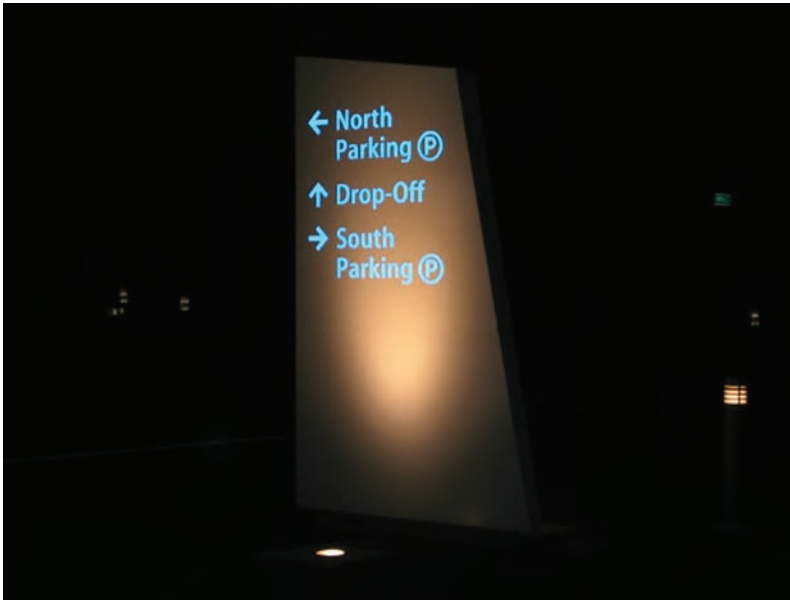 ← North
Parking Ⓟ
↑ Drop-Off
→ South
Parking Ⓟ